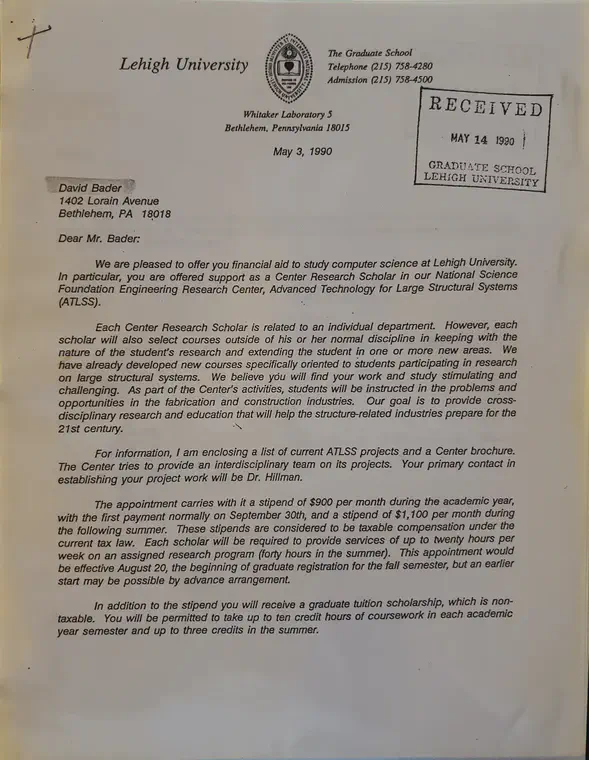 Lehigh University
The Graduate School
Telephone (215) 758-4280
Admission (215) 758-4500
Whitaker Laboratory 5
Bethlehem, Pennsylvania 18015
May 3, 1990
RECEIVED
MAY 14 1990
GRADUATE SCHOOL
LEHIGH UNIVERSITY
David Bader
1402 Lorain Avenue
Bethlehem, PA 18018
Dear Mr. Bader:
We are pleased to offer you financial aid to study computer science at Lehigh University.
In particular, you are offered support as a Center Research Scholar in our National Science
Foundation Engineering Research Center, Advanced Technology for Large Structural Systems
(ATLSS).
Each Center Research Scholar is related to an individual department. However, each
scholar will also select courses outside of his or her normal discipline in keeping with the
nature of the student's research and extending the student in one or more new areas. We
have already developed new courses specifically oriented to students participating in research
on large structural systems. We believe you will find your work and study stimulating and
challenging. As part of the Center's activities, students will be instructed in the problems and
opportunities in the fabrication and construction industries. Our goal is to provide cross-
disciplinary research and education that will help the structure-related industries prepare for the
21st century.
For information, I am enclosing a list of current ATLSS projects and a Center brochure.
The Center tries to provide an interdisciplinary team on its projects. Your primary contact in
establishing your project work will be Dr. Hillman.
The appointment carries with it a stipend of $900 per month during the academic year,
with the first payment normally on September 30th, and a stipend of $1,100 per month during
the following summer. These stipends are considered to be taxable compensation under the
current tax law. Each scholar will be required to provide services of up to twenty hours per
week on an assigned research program (forty hours in the summer). This appointment would
be effective August 20, the beginning of graduate registration for the fall semester, but an earlier
start may be possible by advance arrangement.
In addition to the stipend you will receive a graduate tuition scholarship, which is non-
taxable. You will be permitted to take up to ten credit hours of coursework in each academic
year semester and up to three credits in the summer.